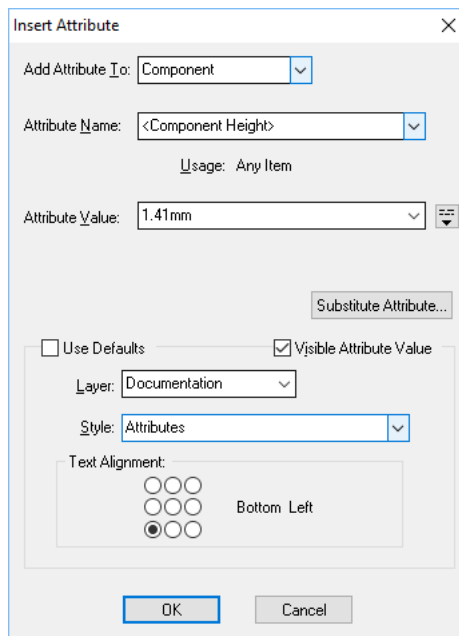 Insert Attribute
Add Attribute To: Component
Attribute Name: <Component Height>
Usage: Any Item
Attribute Value: 1.41mm
Substitute Attribute...
Use Defaults Visible Attribute Value
Layer: Documentation
Style: Attributes
Text Alignment:
Bottom Left
OK Cancel